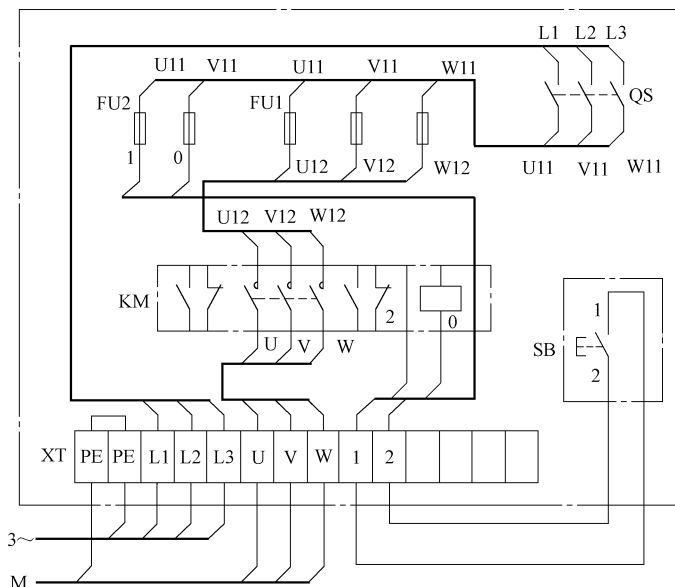 L1 L2 L3
U11 V11 U11 V11 W11
FU2 FU1 QS
1 0
U12 V12 W12
U11 V11 W11
U12 V12 W12
KM
2 0
1
U V W
SB
2
XT PE PE L1 L2 L3 U V W 1 2
3~
M